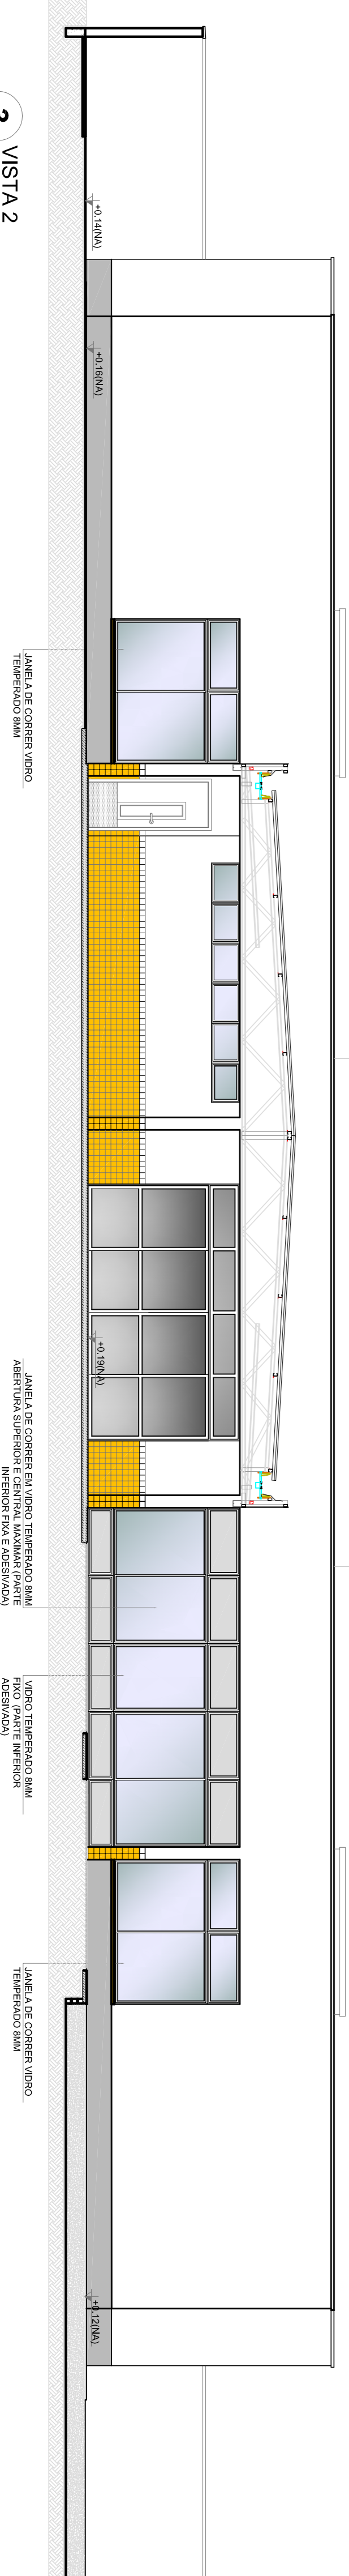 +0.14(NA)
+0.16(NA)
+0.19(NA)
+0.12(NA)
JANELA DE CORRER VIDRO
TEMPERADO 8MM
JANELA DE CORRER EM VIDRO TEMPERADO 8MM
ABERTURA SUPERIOR E CENTRAL MAXIMAR (PARTE
INFERIOR FIXA E ADESIVADA)
VIDRO TEMPERADO 8MM
FIXO (PARTE INFERIOR
ADESIVADA)
JANELA DE CORRER VIDRO
TEMPERADO 8MM
2 VISTA 2